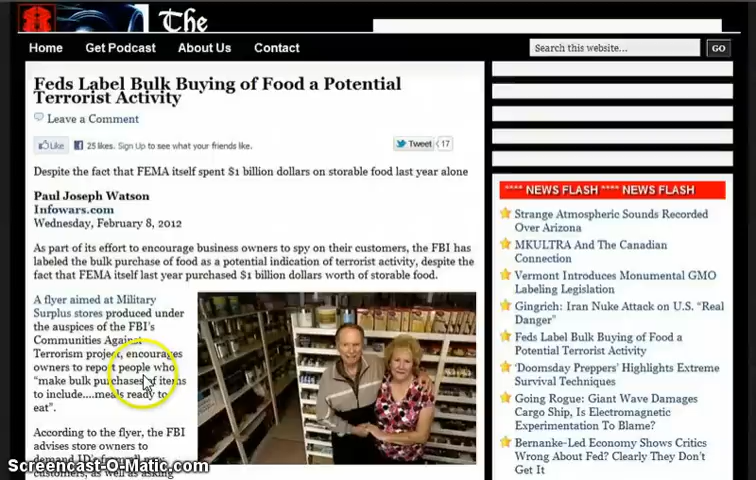 The
Home Get Podcast About Us Contact
Search this website... GO
Feds Label Bulk Buying of Food a Potential
Terrorist Activity
Leave a Comment
Like 25 likes. Sign Up to see what your friends like.
Tweet 17
Despite the fact that FEMA itself spent $1 billion dollars on storable food last year alone
Paul Joseph Watson
Infowars.com
Wednesday, February 8, 2012
As part of its effort to encourage business owners to spy on their customers, the FBI has
labeled the bulk purchase of food as a potential indication of terrorist activity, despite the
fact that FEMA itself last year purchased $1 billion dollars worth of storable food.
A flyer aimed at Military
Surplus stores produced under
the auspices of the FBI's
Communities Against
Terrorism project, encourages
owners to report people who
“make bulk purchases of items
to include....meals ready to
eat”.
According to the flyer, the FBI
advises store owners to
demand ID's from all new
customers, as well as asking
**** NEWS FLASH **** NEWS FLASH
Strange Atmospheric Sounds Recorded
Over Arizona
MKULTRA And The Canadian
Connection
Vermont Introduces Monumental GMO
Labeling Legislation
Gingrich: Iran Nuke Attack on U.S. “Real
Danger”
Feds Label Bulk Buying of Food a
Potential Terrorist Activity
‘Doomsday Preppers’ Highlights Extreme
Survival Techniques
Going Rogue: Giant Wave Damages
Cargo Ship, Is Electromagnetic
Experimentation To Blame?
Bernanke-Led Economy Shows Critics
Wrong About Fed? Clearly They Don't
Get It
Screencast-O-Matic.com